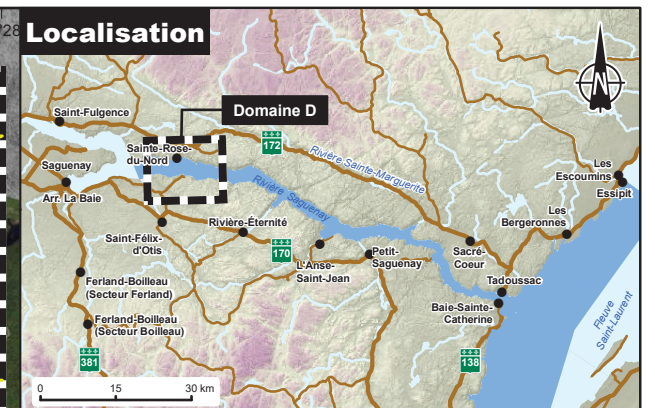 28
Localisation
N
Saint-Fulgence
Domaine D
172
Sainte-Rose-
du-Nord
Rivière Sainte-Marguerite
Saguenay
Arr. La Baie
Les
Escoumins
Essipit
Rivière Saguenay
Les
Bergeronnes
Rivière-Éternité
Saint-Félix-
d'Otis
170
L'Anse-
Saint-Jean
Petit-
Saguenay
Sacré-
Coeur
Tadoussac
Ferland-Boilleau
(Secteur Ferland)
Baie-Sainte-
Catherine
Fleuve
Saint-Laurent
Ferland-Boilleau
(Secteur Boilleau)
381
138
0 15 30 km